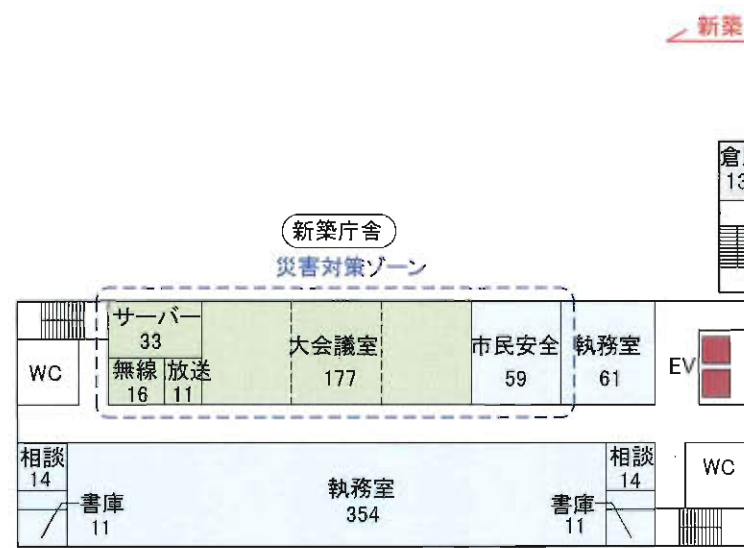 新築
倉
13
新築庁舎
災害対策ゾーン
サーバー
33
大会議室
177
市民安全
59
執務室
61
EV
WC
無線
16
放送
11
相談
14
書庫
11
執務室
354
書庫
11
相談
14
WC